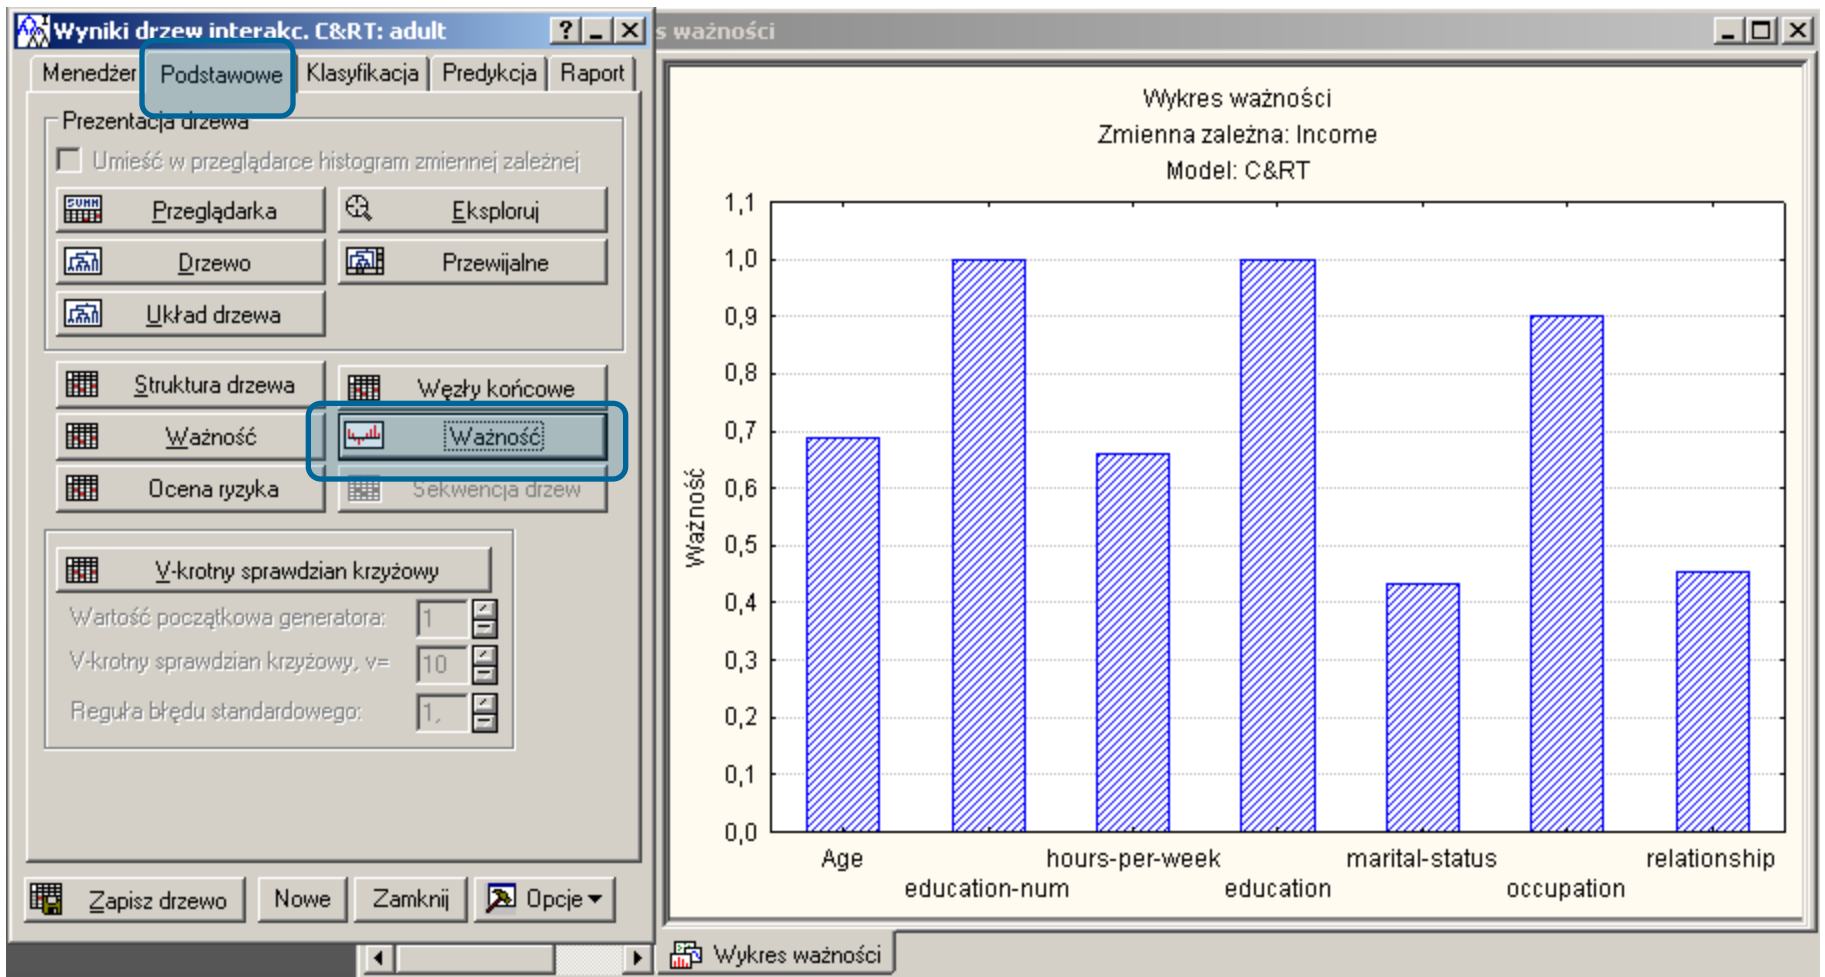 Wyniki drzew interakc. C&RT: adult
s ważności
Menedżer Podstawowe Klasyfikacja Predykcja Raport
Prezentacja drzewa
Umieść w przeglądarce histogram zmiennej zależnej
Przeglądarka Eksploruj
Drzewo Przewijalne
Układ drzewa
Struktura drzewa Węzły końcowe
Ważność Ważność
Ocena ryzyka Sekwencja drzew
V-krotny sprawdzian krzyżowy
Wartość początkowa generatora: 1
V-krotny sprawdzian krzyżowy, v= 10
Reguła błędu standardowego: 1,
Zapisz drzewo Nowe Zamknij Opcje
Wykres ważności
Zmienna zależna: Income
Model: C&RT
1,1
1,0
0,9
0,8
0,7
0,6
0,5
0,4
0,3
0,2
0,1
0,0
Ważność
Age hours-per-week marital-status relationship
education-num education occupation
Wykres ważności